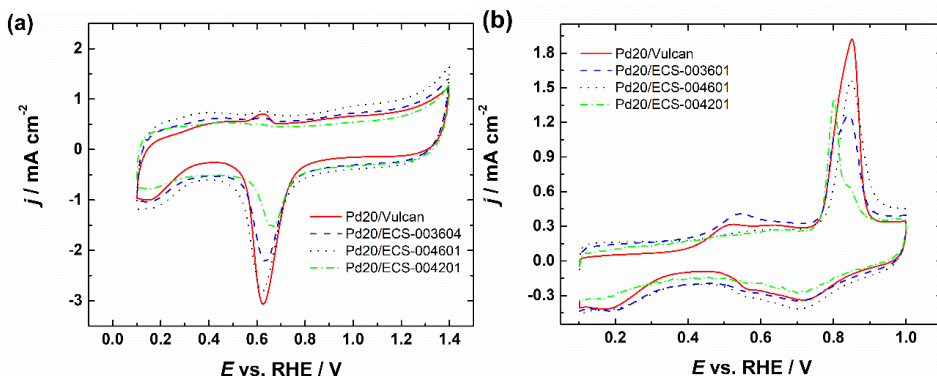 (a)
2
1
0
-1
-2
-3
j / mA cm-2
Pd20/Vulcan
Pd20/ECS-003604
Pd20/ECS-004601
Pd20/ECS-004201
0.0 0.2 0.4 0.6 0.8 1.0 1.2 1.4
E vs. RHE / V
(b)
1.8
1.5
1.2
0.9
0.6
0.3
0.0
-0.3
j / mA cm-2
Pd20/Vulcan
Pd20/ECS-003601
Pd20/ECS-004601
Pd20/ECS-004201
0.2 0.4 0.6 0.8 1.0
E vs. RHE / V